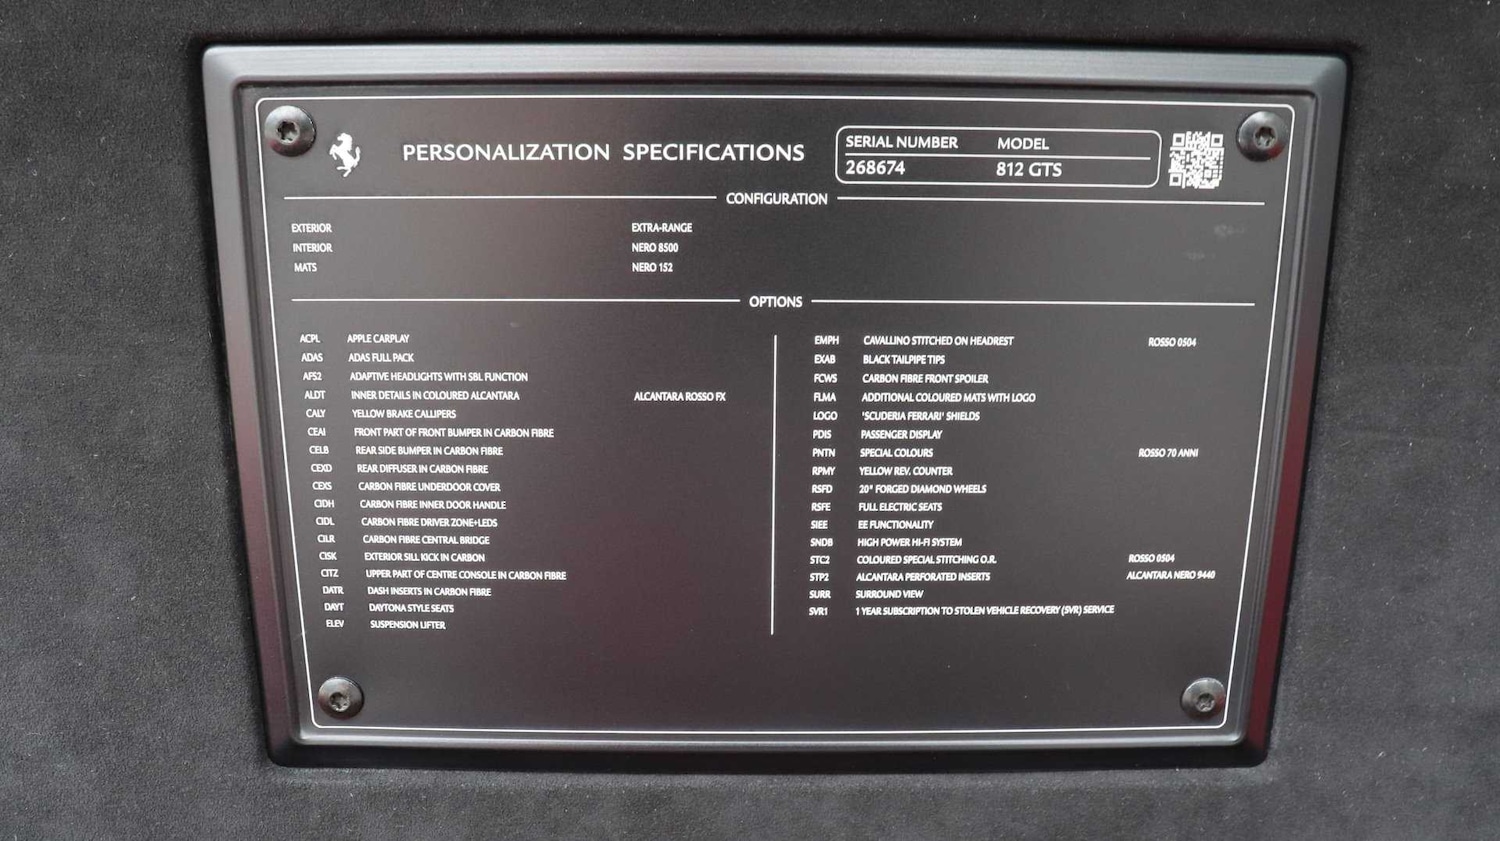 PERSONALIZATION SPECIFICATIONS
SERIAL NUMBER MODEL
268674 812 GTS
CONFIGURATION
EXTERIOR EXTRA-RANGE
INTERIOR NERO 8500
MATS NERO 152
OPTIONS
ACPL APPLE CARPLAY
ADAS ADAS FULL PACK
AFS2 ADAPTIVE HEADLIGHTS WITH SBL FUNCTION
ALDT INNER DETAILS IN COLOURED ALCANTARA ALCANTARA ROSSO FX
CALY YELLOW BRAKE CALLIPERS
CEAI FRONT PART OF FRONT BUMPER IN CARBON FIBRE
CELB REAR SIDE BUMPER IN CARBON FIBRE
CEXD REAR DIFFUSER IN CARBON FIBRE
CEXS CARBON FIBRE UNDERDOOR COVER
CIDH CARBON FIBRE INNER DOOR HANDLE
CIDL CARBON FIBRE DRIVER ZONE+LEDS
CILR CARBON FIBRE CENTRAL BRIDGE
CISK EXTERIOR SILL KICK IN CARBON
CITZ UPPER PART OF CENTRE CONSOLE IN CARBON FIBRE
DATR DASH INSERTS IN CARBON FIBRE
DAYT DAYTONA STYLE SEATS
ELEV SUSPENSION LIFTER
EMPH CAVALLINO STITCHED ON HEADREST ROSSO 0504
EXAB BLACK TAILPIPE TIPS
FCWS CARBON FIBRE FRONT SPOILER
FLMA ADDITIONAL COLOURED MATS WITH LOGO
LOGO 'SCUDERIA FERRARI' SHIELDS
PDIS PASSENGER DISPLAY
PNTN SPECIAL COLOURS ROSSO 70 ANNI
RPMY YELLOW REV. COUNTER
RSFD 20" FORGED DIAMOND WHEELS
RSFE FULL ELECTRIC SEATS
SIEE EE FUNCTIONALITY
SNDB HIGH POWER HI-FI SYSTEM
STC2 COLOURED SPECIAL STITCHING O.R. ROSSO 0504
STP2 ALCANTARA PERFORATED INSERTS ALCANTARA NERO 9440
SURR SURROUND VIEW
SVR1 1 YEAR SUBSCRIPTION TO STOLEN VEHICLE RECOVERY (SVR) SERVICE